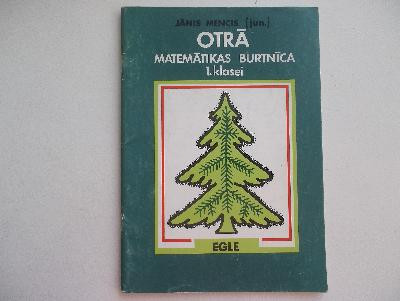 JĀNIS MENCIS (jun.)
OTRĀ
MATEMĀTIKAS BURTNĪCA
1. klasei
EGLE